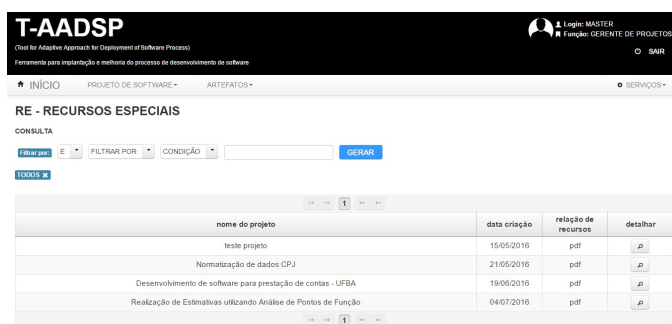 T-AADSP
(Tool for Adaptive Approach for Deployment of Software Process)
Ferramenta para implantação e melhoria do processo de desenvolvimento de software
Login: MASTER
Função: GERENTE DE PROJETOS
SAIR
INÍCIO PROJETO DE SOFTWARE ARTEFATOS SERVIÇOS
RE - RECURSOS ESPECIAIS
CONSULTA
Filtrar por: E FILTRAR POR CONDIÇÃO GERAR
TODOS
1
nome do projeto data criação relação de recursos detalhar
teste projeto 15/05/2016 pdf
Normatização de dados CPJ 21/05/2016 pdf
Desenvolvimento de software para prestação de contas - UFBA 19/06/2016 pdf
Realização de Estimativas utilizando Análise de Pontos de Função 04/07/2016 pdf
1